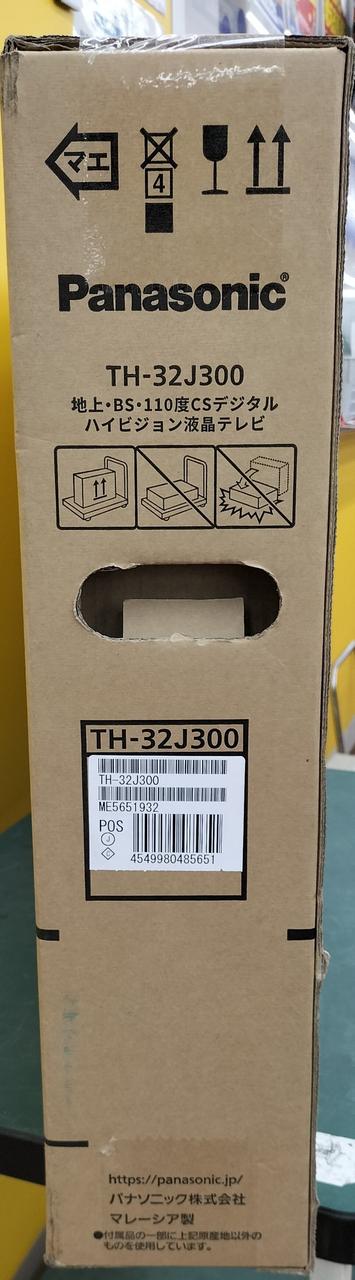 マエ
4
Panasonic®
TH-32J300
地上・BS・110度CSデジタル
ハイビジョン液晶テレビ
TH-32J300
TH-32J300
ME5651932
POS
J
C
4549980485651
https://panasonic.jp/
パナソニック株式会社
マレーシア製
●付属品の一部に上記原産地以外の
ものを使用しています。